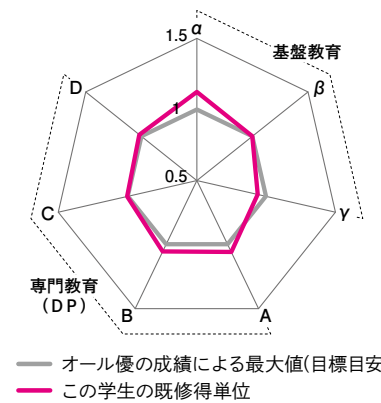 α
1.5
基盤教育
D
β
1
0.5
C
γ
専門教育
(DP)
B
A
オール優の成績による最大値(目標目安
この学生の既修得単位